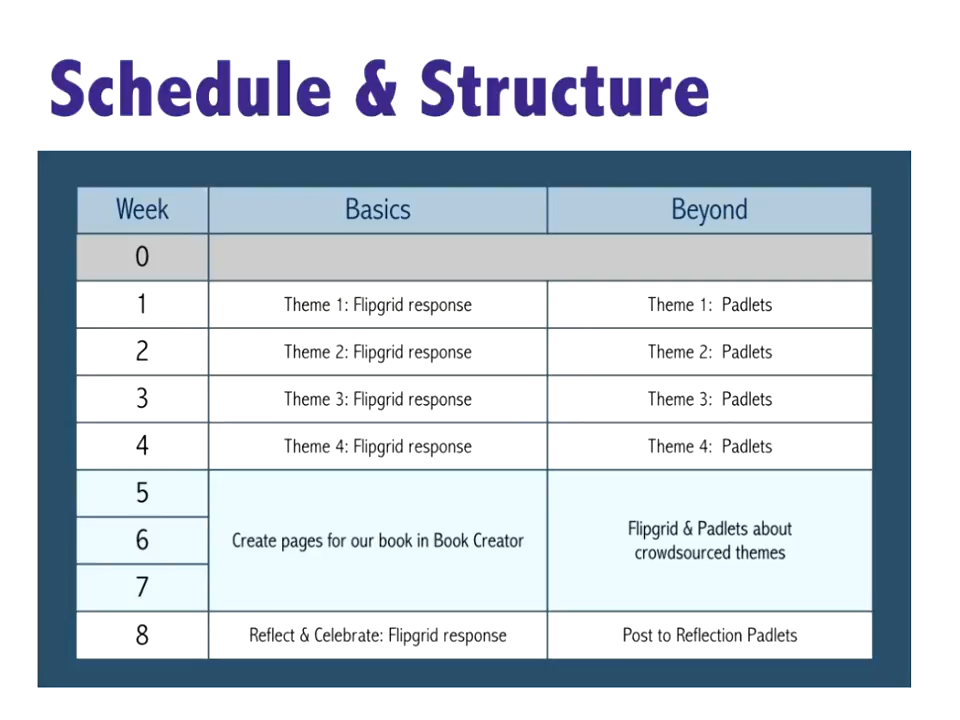 Schedule & Structure
Week Basics Beyond
0
1 Theme 1: Flipgrid response Theme 1: Padlets
2 Theme 2: Flipgrid response Theme 2: Padlets
3 Theme 3: Flipgrid response Theme 3: Padlets
4 Theme 4: Flipgrid response Theme 4: Padlets
5
6 Create pages for our book in Book Creator Flipgrid & Padlets about
crowdsourced themes
7
8 Reflect & Celebrate: Flipgrid response Post to Reflection Padlets